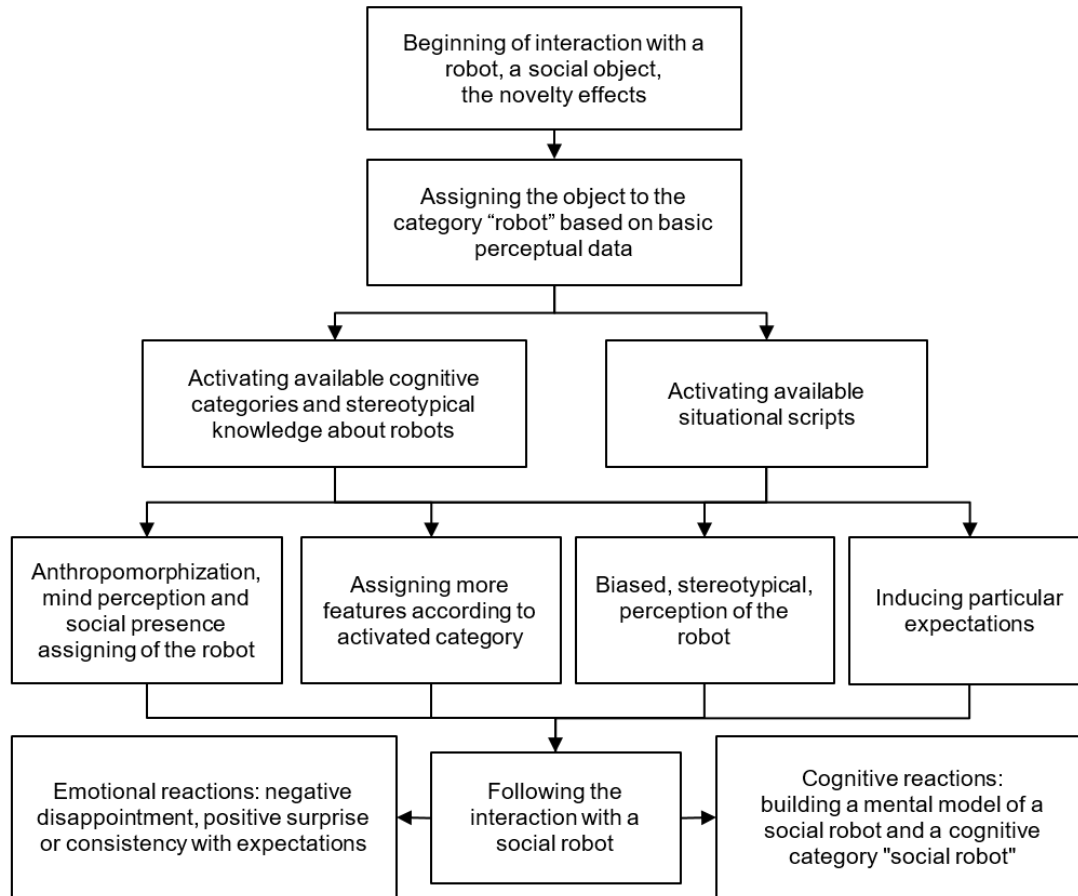 Beginning of interaction with a
robot, a social object,
the novelty effects
Assigning the object to the
category “robot” based on basic
perceptual data
Activating available cognitive
categories and stereotypical
knowledge about robots
Activating available
situational scripts
Anthropomorphization,
mind perception and
social presence
assigning of the robot
Assigning more
features according to
activated category
Biased, stereotypical,
perception of the
robot
Inducing particular
expectations
Emotional reactions: negative
disappointment, positive surprise
or consistency with expectations
Following the
interaction with a
social robot
Cognitive reactions:
building a mental model of a
social robot and a cognitive
category "social robot"